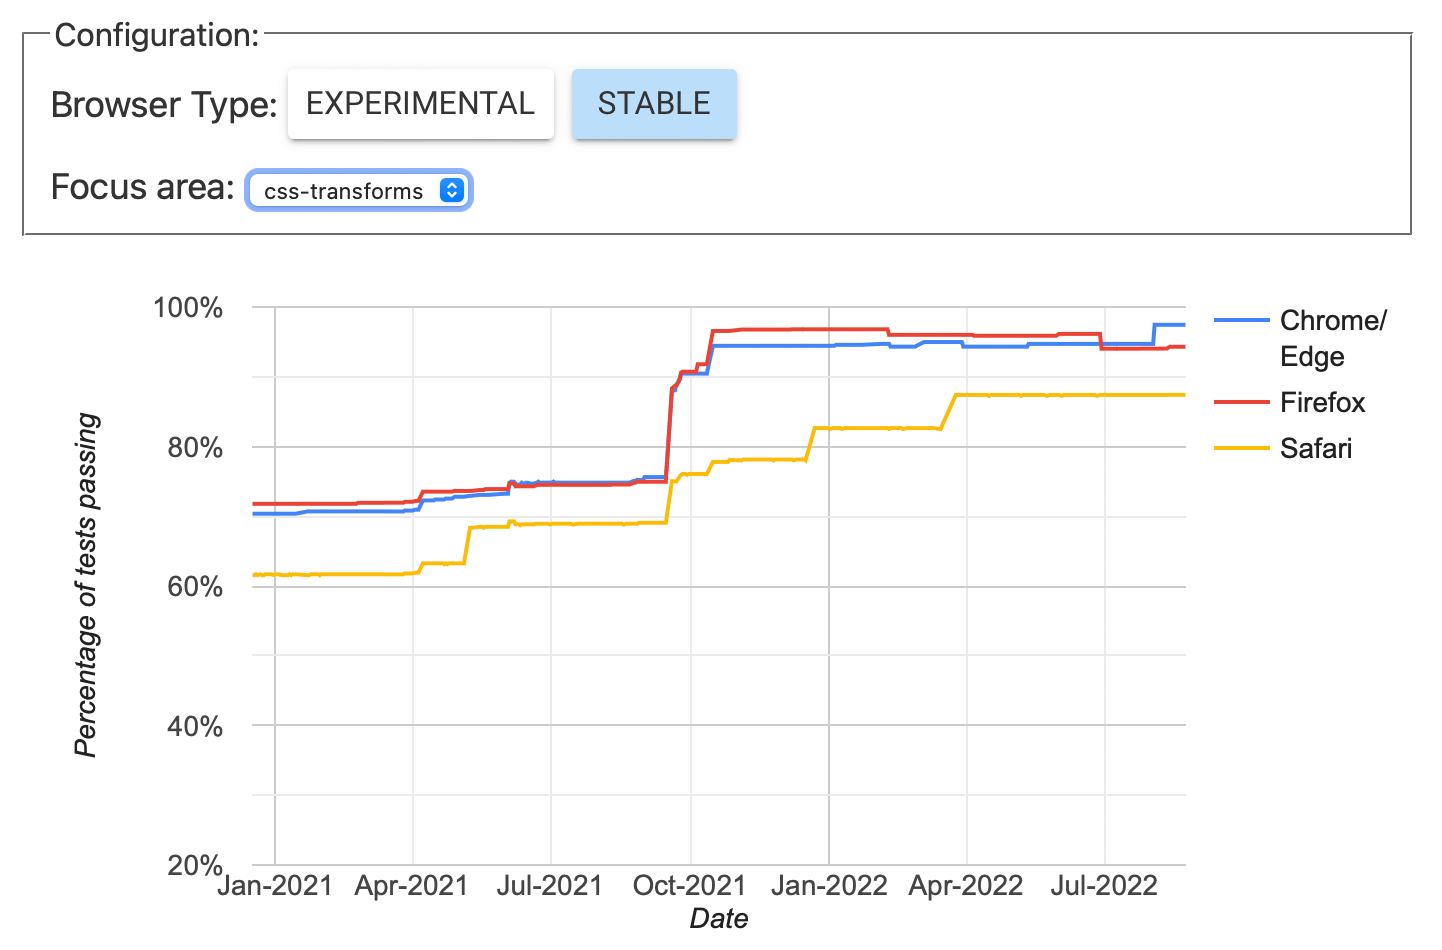 Configuration:
Browser Type: EXPERIMENTAL STABLE
Focus area: css-transforms
100%
80%
60%
40%
20%
Percentage of tests passing
Jan-2021 Apr-2021 Jul-2021 Oct-2021 Jan-2022 Apr-2022 Jul-2022
Date
Chrome/
Edge
Firefox
Safari